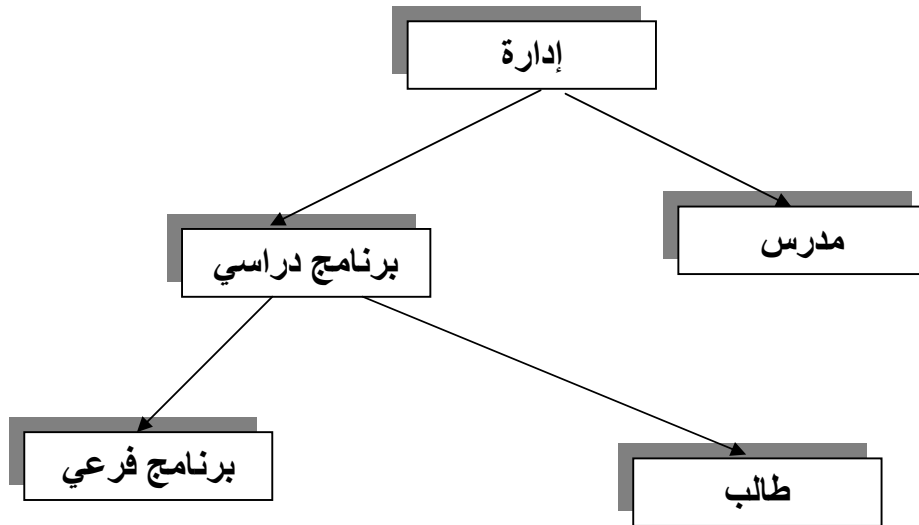 إدارة
مدرس
برنامج دراسي
برنامج فرعي
طالب